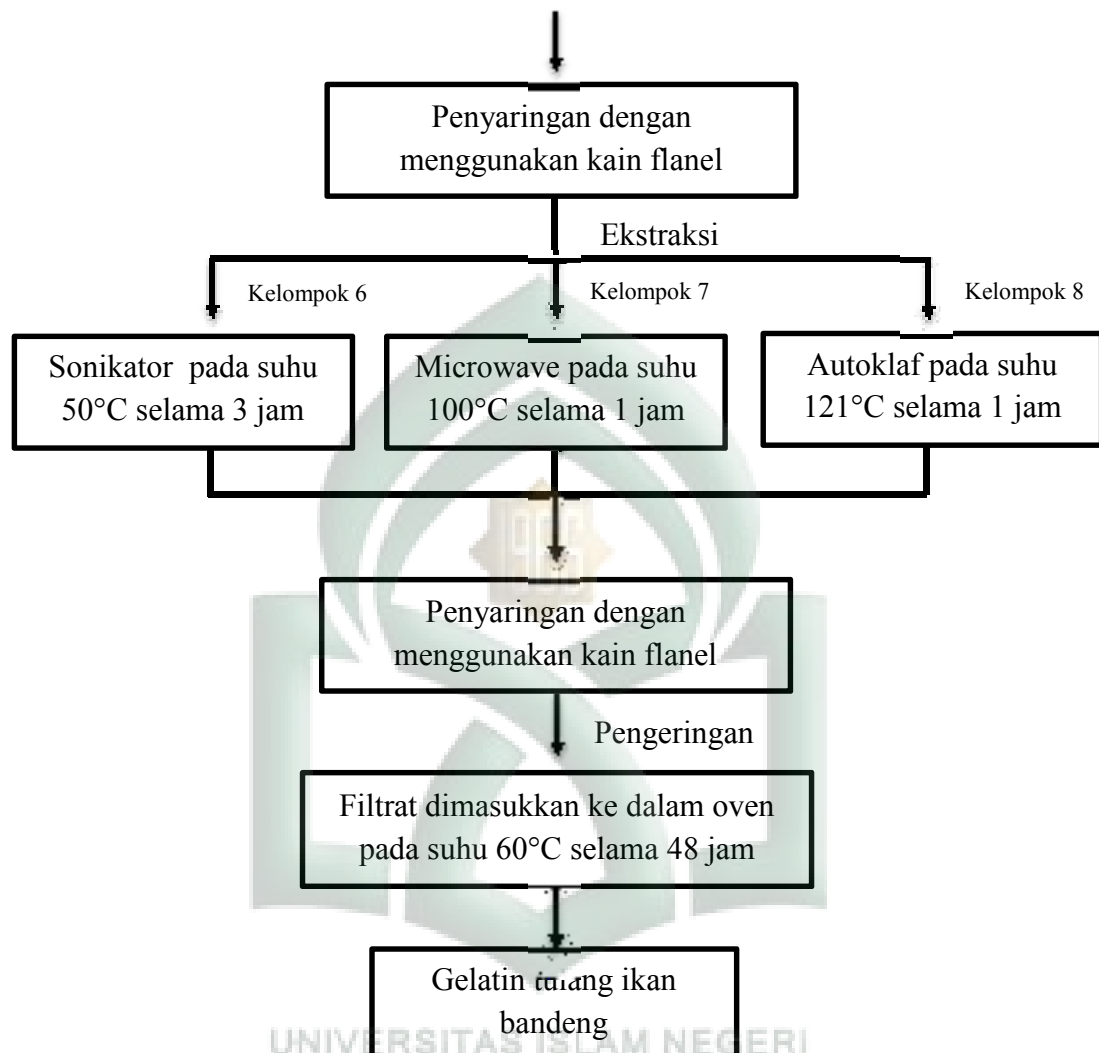 Penyaringan dengan
menggunakan kain flanel
Ekstraksi
Kelompok 6
Kelompok 7
Kelompok 8
Sonikator pada suhu
50°C selama 3 jam
Microwave pada suhu
100°C selama 1 jam
Autoklaf pada suhu
121°C selama 1 jam
1965
Penyaringan dengan
menggunakan kain flanel
Pengeringan
Filtrat dimasukkan ke dalam oven
pada suhu 60°C selama 48 jam
Gelatin tulang ikan
bandeng
UNIVERSITAS ISLAM NEGERI